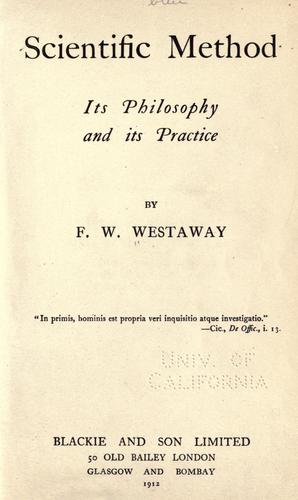 Scientific Method
Its Philosophy
and its Practice
BY
F. W. WESTAWAY
"In primis, hominis est propria veri inquisitio atque investigatio."
—Cic., De Offic., i. 13.
UNIV. OF
CALIFORNIA
BLACKIE AND SON LIMITED
50 OLD BAILEY LONDON
GLASGOW AND BOMBAY
1912